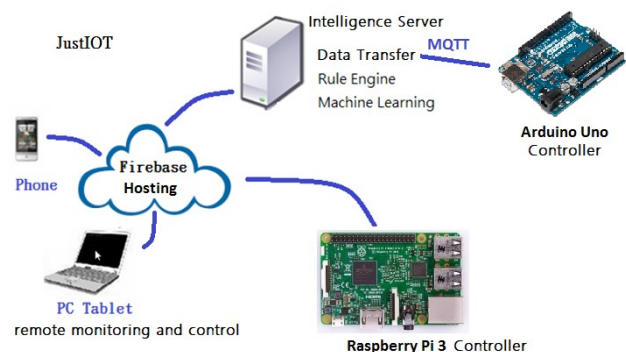 JustIOT
Intelligence Server
Data Transfer
MQTT
Rule Engine
Machine Learning
Arduino Uno
Controller
Firebase
Hosting
Phone
PC Tablet
remote monitoring and control
Raspberry Pi 3 Controller